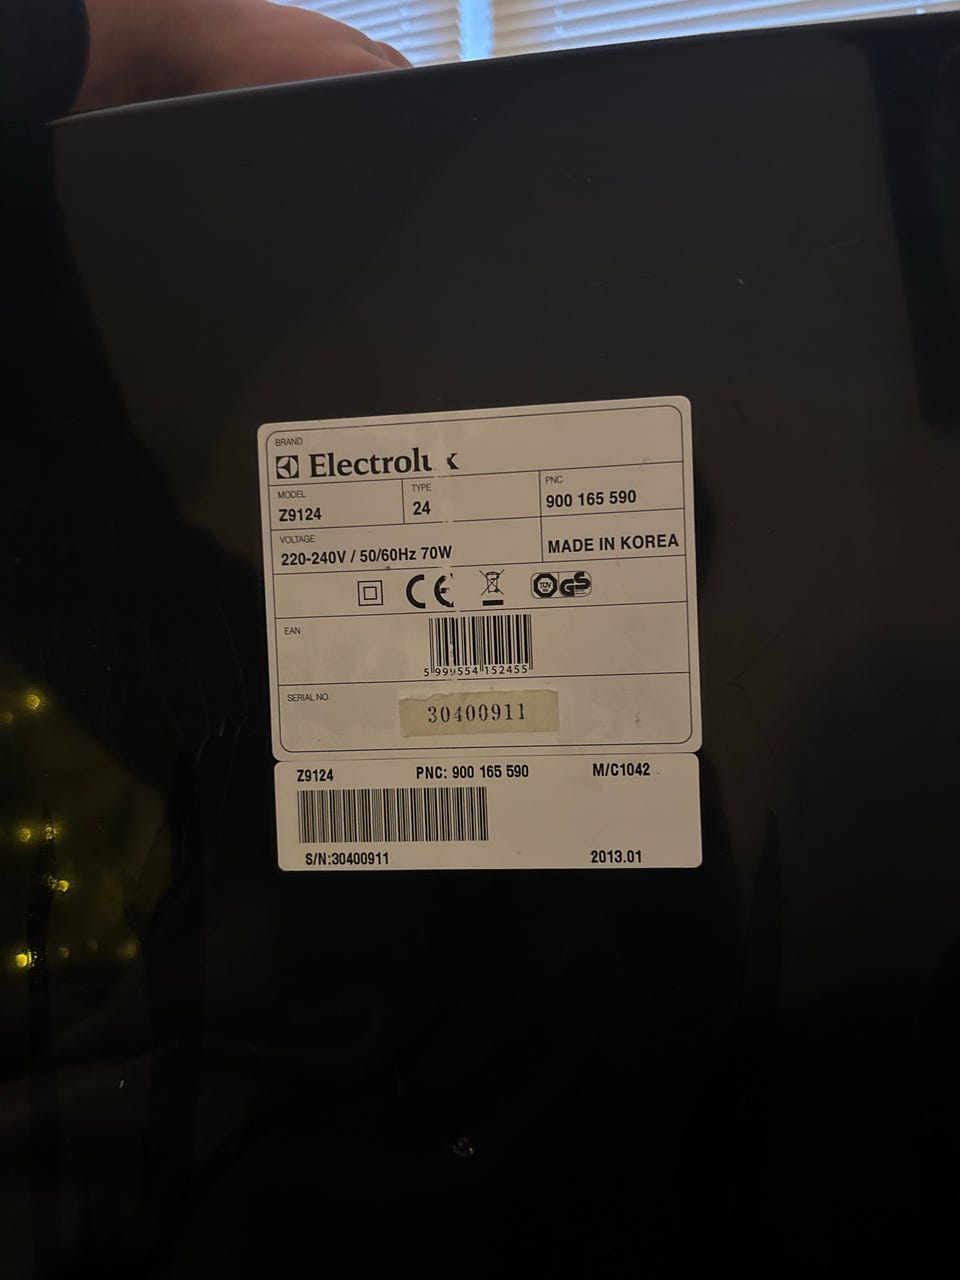 BRAND
Electrolux
MODEL
Z9124
TYPE
24
PNC
900 165 590
VOLTAGE
220-240V / 50/60Hz 70W
MADE IN KOREA
CE
TÜV GS
EAN
5 999554 152455
SERIAL NO.
30400911
Z9124 PNC: 900 165 590 M/C1042
S/N:30400911 2013.01